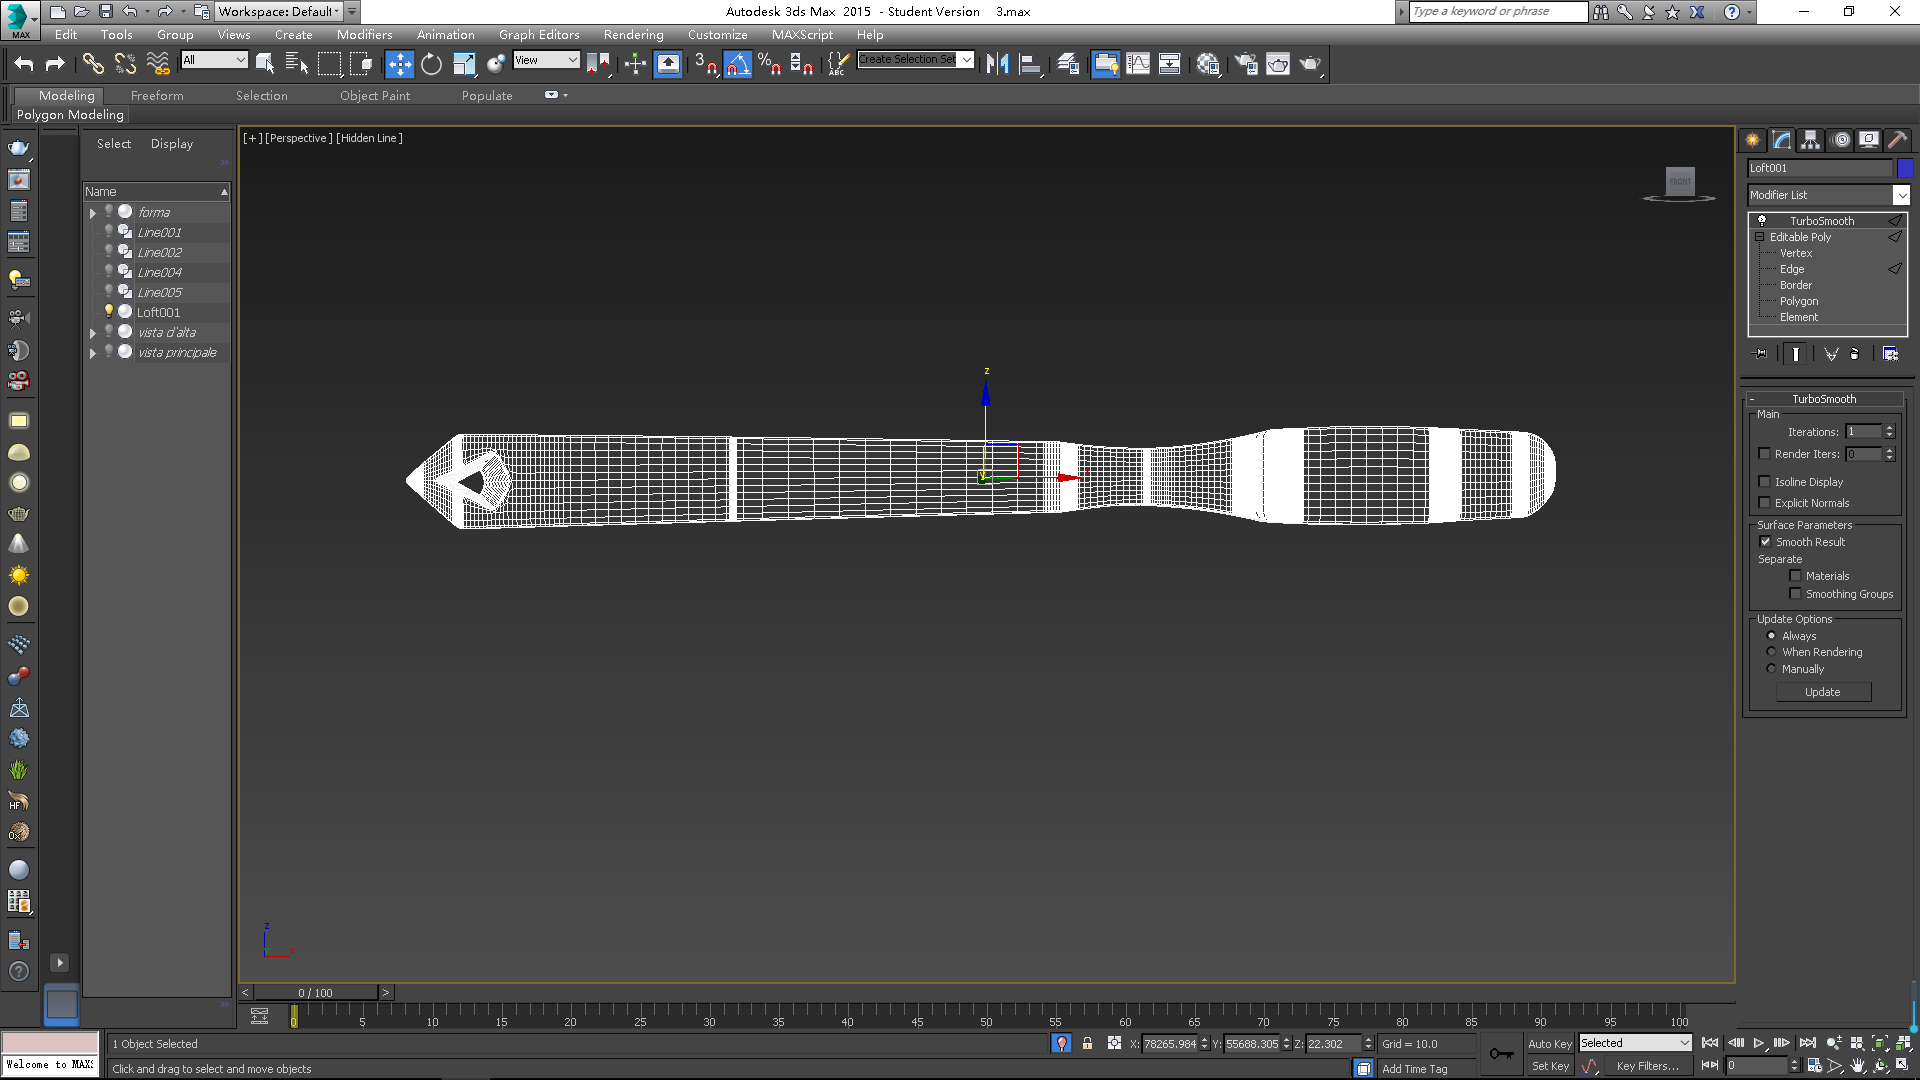 Workspace: Default
Autodesk 3ds Max 2015 - Student Version 3.max
Type a keyword or phrase
MAX
Edit Tools Group Views Create Modifiers Animation Graph Editors Rendering Customize MAXScript Help
All
View
3
%
ABC
Create Selection Set
Modeling Freeform Selection Object Paint Populate
Polygon Modeling
Select Display
[+] [Perspective] [Hidden Line]
Name
forma
Line001
Line002
Line004
Line005
Loft001
vista d'alta
vista principale
FRONT
z
Loft001
Modifier List
TurboSmooth
Editable Poly
Vertex
Edge
Border
Polygon
Element
- TurboSmooth
Main
Iterations: 1
Render Iters: 0
Isoline Display
Explicit Normals
Surface Parameters
Smooth Result
Separate
Materials
Smoothing Groups
Update Options
Always
When Rendering
Manually
Update
HF
z
< 0 / 100 >
0 5 10 15 20 25 30 35 40 45 50 55 60 65 70 75 80 85 90 95 100
1 Object Selected
X: 78265.984 Y: 55688.305 Z: 22.302 Grid = 10.0
Auto Key Selected
Welcome to MAX
Click and drag to select and move objects
Add Time Tag
Set Key Key Filters... 0